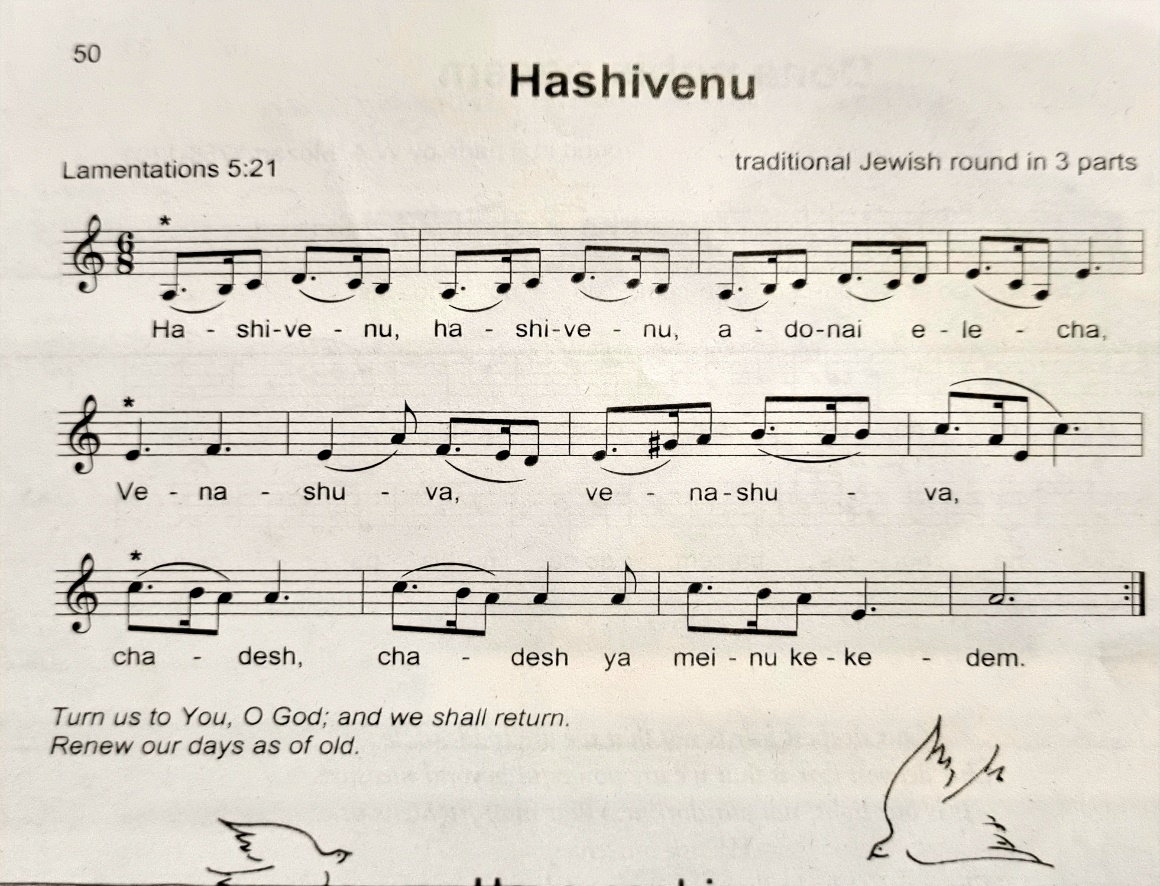 50
Hashivenu
Lamentations 5:21 traditional Jewish round in 3 parts
*
6
8
Ha - shi-ve - nu, ha - shi-ve - nu, a - do-nai e - le - cha,
*
Ve - na - shu - va, ve - na-shu - va,
*
cha - desh, cha - desh ya mei - nu ke - ke - dem.
Turn us to You, O God; and we shall return.
Renew our days as of old.